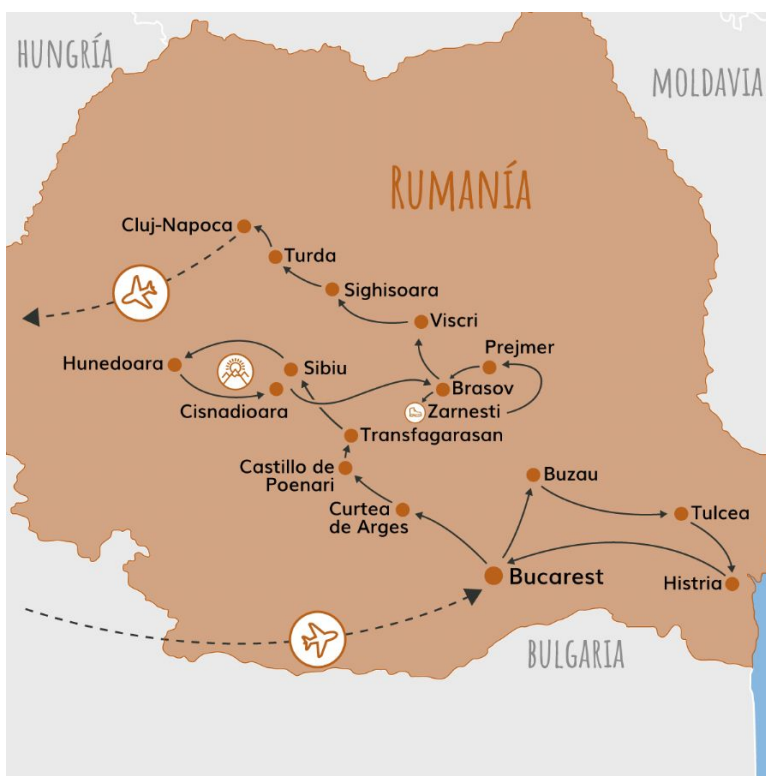 HUNGRÍA
MOLDAVIA
RUMANÍA
Cluj-Napoca
Turda
Sighisoara
Viscri
Prejmer
Hunedoara
Sibiu
Brasov
Cisnadioara
Zarnesti
Transfagarasan
Castillo de
Poenari
Buzau
Curtea
de Arges
Tulcea
Bucarest
Histria
BULGARIA